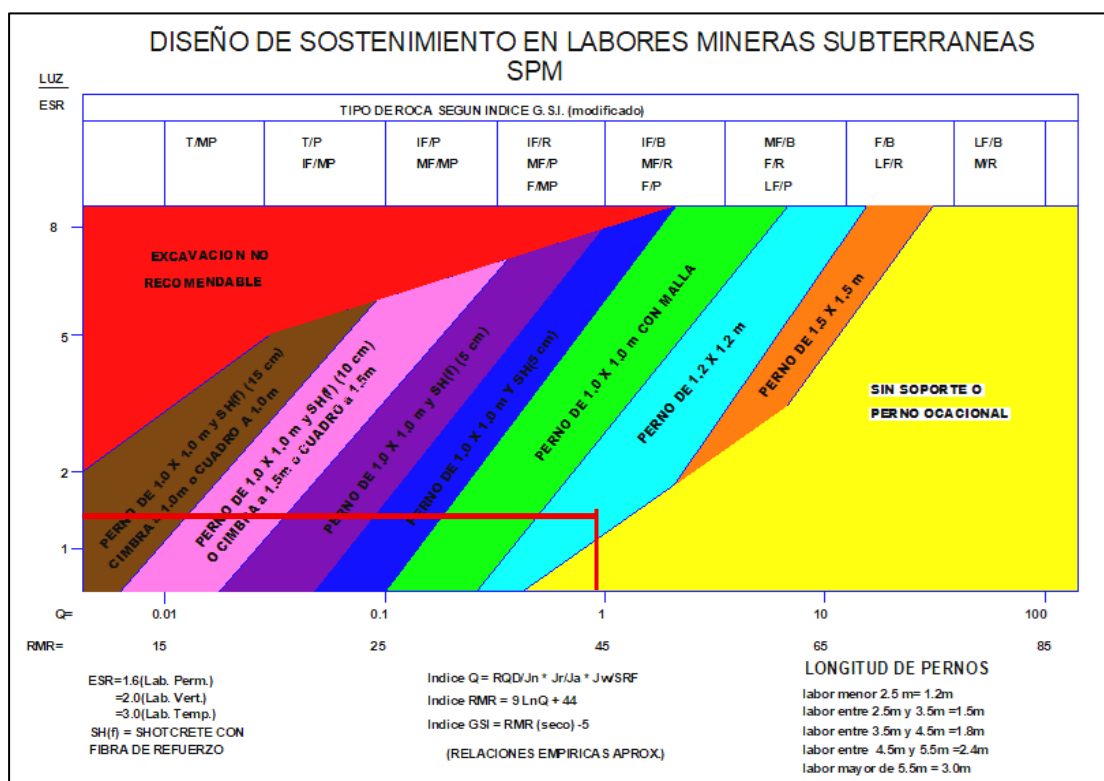 DISEÑO DE SOSTENIMIENTO EN LABORES MINERAS SUBTERRANEAS
SPM
LUZ
ESR
TIPO DE ROCA SEGUN INDICE G.S.I. (modificado)
T/MP
T/P
IF/MP
IF/P
MF/MP
IF/R
MF/P
F/MP
IF/B
MF/R
F/P
MF/B
F/R
LF/P
F/B
LF/R
LF/B
M/R
8
5
2
1
EXCAVACION NO
RECOMENDABLE
PERNO DE 1,0 X 1,0 m y SH(f) (15 cm)
CIMBRA a 1.0m o CUADRO A 1.0 m
PERNO DE 1,0 X 1,0 m y SH(f) (10 cm)
O CIMBRA a 1.5m o CUADRO a 1.5m
PERNO DE 1,0 X 1,0 m y SH(f) (5 cm)
PERNO DE 1,0 X 1,0 m Y SH(5 cm)
PERNO DE 1,0 X 1,0 m CON MALLA
PERNO DE 1,2 X 1,2 m
PERNO DE 1,5 X 1,5 m
SIN SOPORTE O
PERNO OCACIONAL
Q= 0.01 0.1 1 10 100
RMR= 15 25 45 65 85
ESR=1.6(Lab. Perm.)
=2.0(Lab. Vert.)
=3.0(Lab. Temp.)
SH(f) = SHOTCRETE CON
FIBRA DE REFUERZO
Indice Q = RQD/Jn * Jr/Ja * Jw/SRF
Indice RMR = 9 LnQ + 44
Indice GSI = RMR (seco) -5
(RELACIONES EMPIRICAS APROX.)
LONGITUD DE PERNOS
labor menor 2.5 m= 1.2m
labor entre 2.5m y 3.5m =1.5m
labor entre 3.5m y 4.5m =1.8m
labor entre 4.5m y 5.5m =2.4m
labor mayor de 5.5m = 3.0m